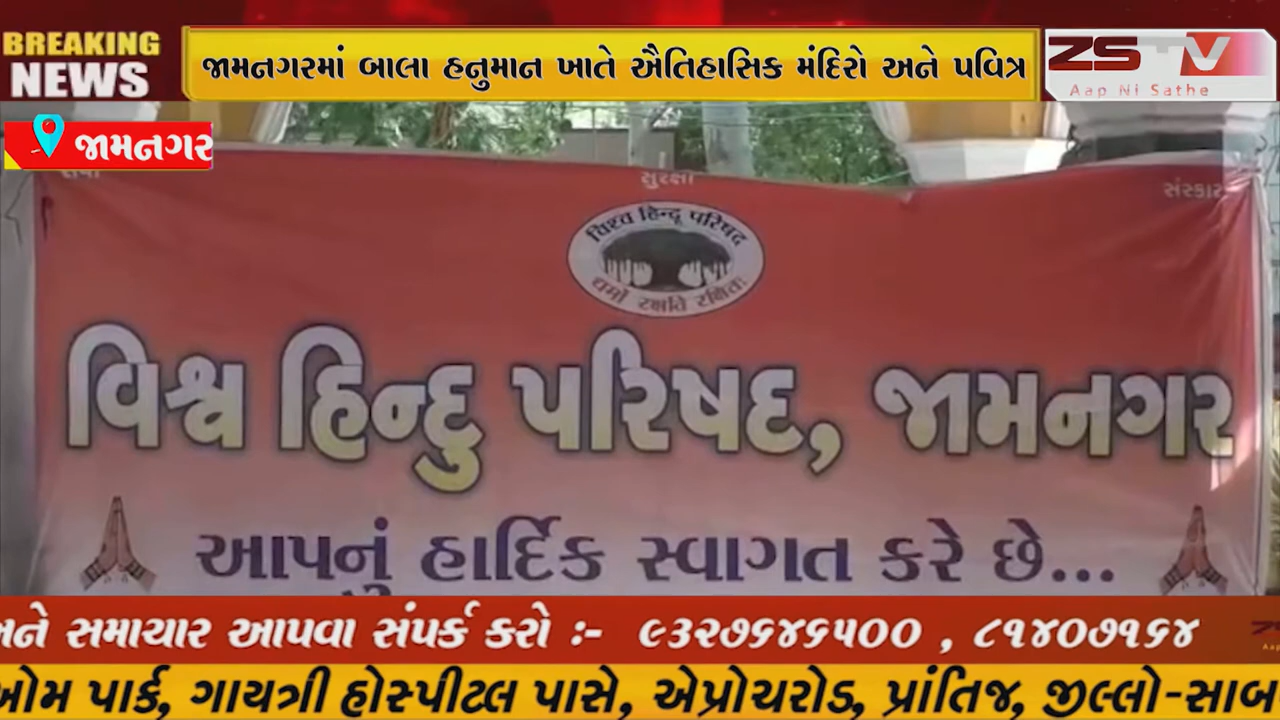 BREAKING NEWS
જામનગરમાં બાલા હનુમાન ખાતે ઐતિહાસિક મંદિરો અને પવિત્ર
ZS TV
Aap Ni Sathe
જામનગર
સુરક્ષા
સંસ્કાર
વિશ્વ હિન્દૂ પરિષદ
ધર્મો રક્ષતિ રક્ષિતઃ
વિશ્વ હિન્દુ પરિષદ, જામનગર
આપનું હાર્દિક સ્વાગત કરે છે...
સમાચાર આપવા સંપર્ક કરો :- ૯૩૨૭૬૪૬૫૦૦ , ૮૧૪૦૭૧૬૪
ઓમ પાર્ક, ગાયત્રી હોસ્પીટલ પાસે, એપ્રોચરોડ, પ્રાંતિજ, જીલ્લો-સાબ